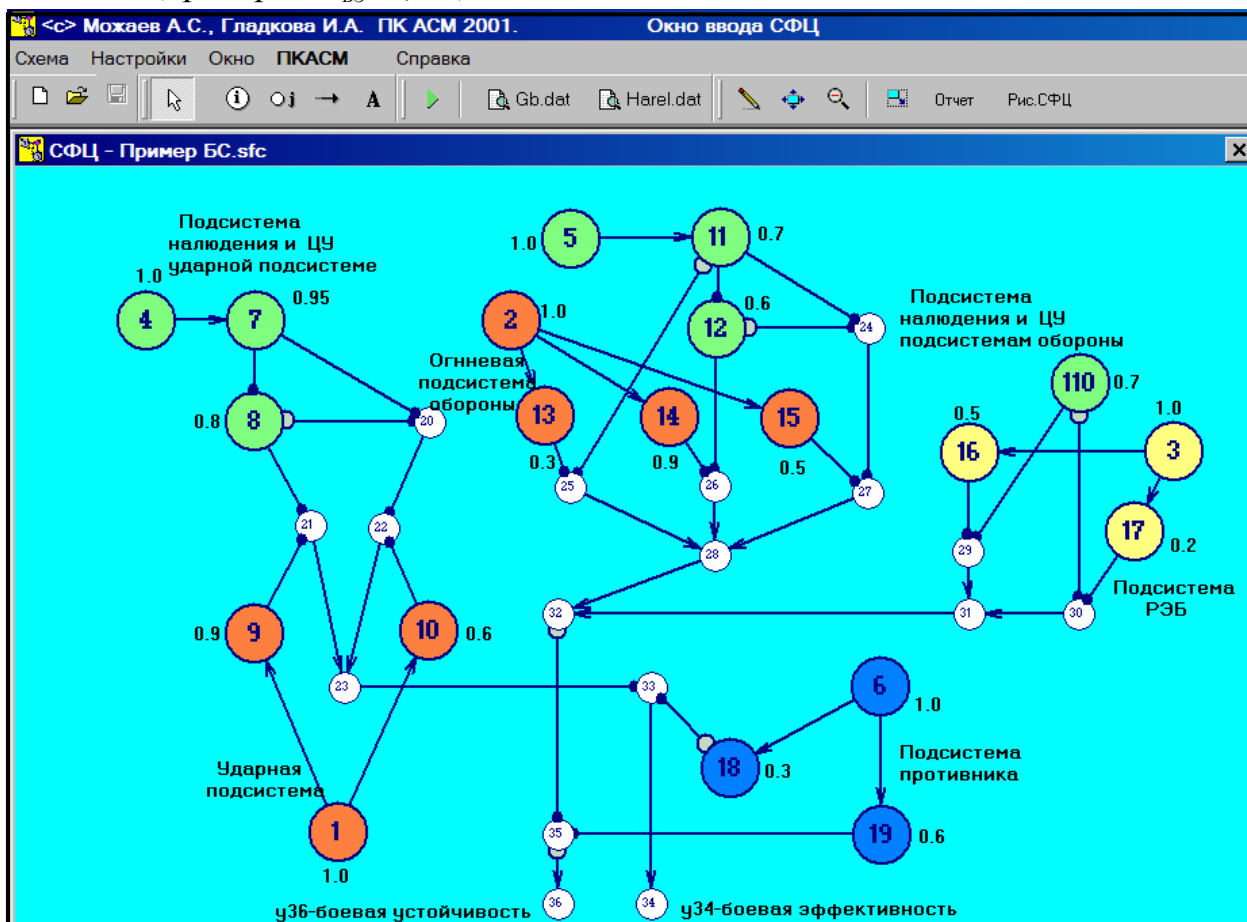 <c> Можаев А.С., Гладкова И.А. ПК АСМ 2001. Окно ввода СФЦ
Схема Настройки Окно ПКАСМ Справка
i j A Gb.dat Harel.dat Отчет Рис.СФЦ
СФЦ - Пример БС.sfc
Подсистема
налюдения и ЦУ
ударной подсистеме
1.0
4
7
0.95
0.8
8
20
21
22
0.9
9
10
0.6
23
Ударная
подсистема
1
1.0
1.0
5
11
0.7
2
1.0
0.6
12
24
Огнневая
подсистема
обороны
13
14
15
0.3
0.9
0.5
25
26
27
28
32
Подсистема
налюдения и ЦУ
подсистемам обороны
110
0.7
0.5
1.0
16
3
17
0.2
29
31
30
Подсистема
РЭБ
33
6
1.0
18
0.3
Подсистема
противника
35
19
0.6
у36-боевая устойчивость
36
34
у34-боевая эффективность